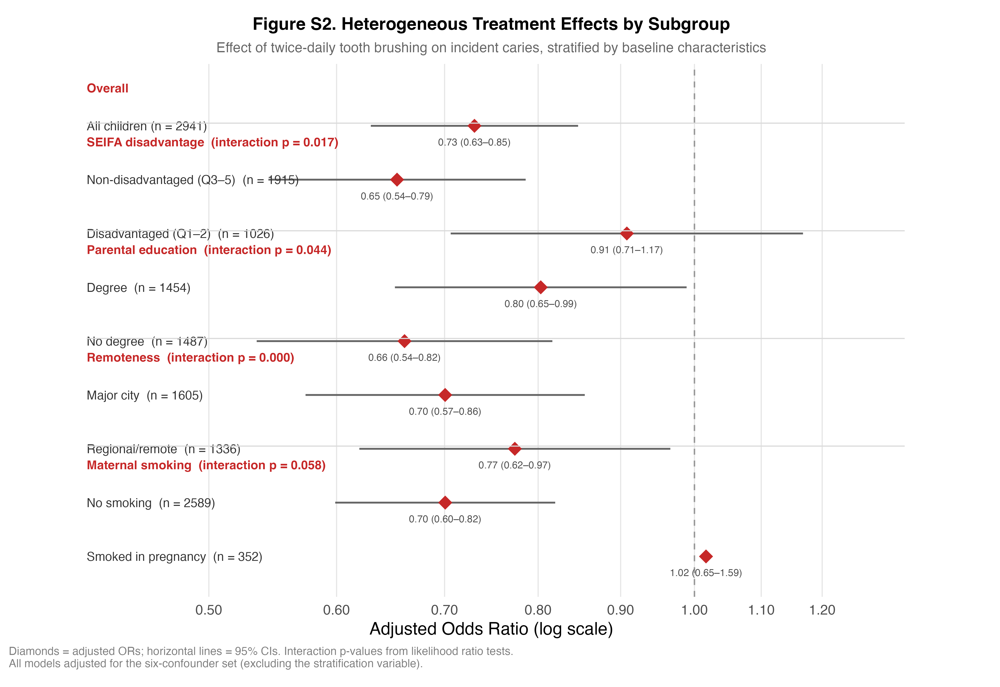 Figure S2. Heterogeneous Treatment Effects by Subgroup
Effect of twice-daily tooth brushing on incident caries, stratified by baseline characteristics
Overall
All children (n = 2941)
0.73 (0.63–0.85)
SEIFA disadvantage (interaction p = 0.017)
Non-disadvantaged (Q3–5) (n = 1915)
0.65 (0.54–0.79)
Disadvantaged (Q1–2) (n = 1026)
0.91 (0.71–1.17)
Parental education (interaction p = 0.044)
Degree (n = 1454)
0.80 (0.65–0.99)
No degree (n = 1487)
0.66 (0.54–0.82)
Remoteness (interaction p = 0.000)
Major city (n = 1605)
0.70 (0.57–0.86)
Regional/remote (n = 1336)
0.77 (0.62–0.97)
Maternal smoking (interaction p = 0.058)
No smoking (n = 2589)
0.70 (0.60–0.82)
Smoked in pregnancy (n = 352)
1.02 (0.65–1.59)
0.50 0.60 0.70 0.80 0.90 1.00 1.10 1.20
Adjusted Odds Ratio (log scale)
Diamonds = adjusted ORs; horizontal lines = 95% CIs. Interaction p-values from likelihood ratio tests.
All models adjusted for the six-confounder set (excluding the stratification variable).